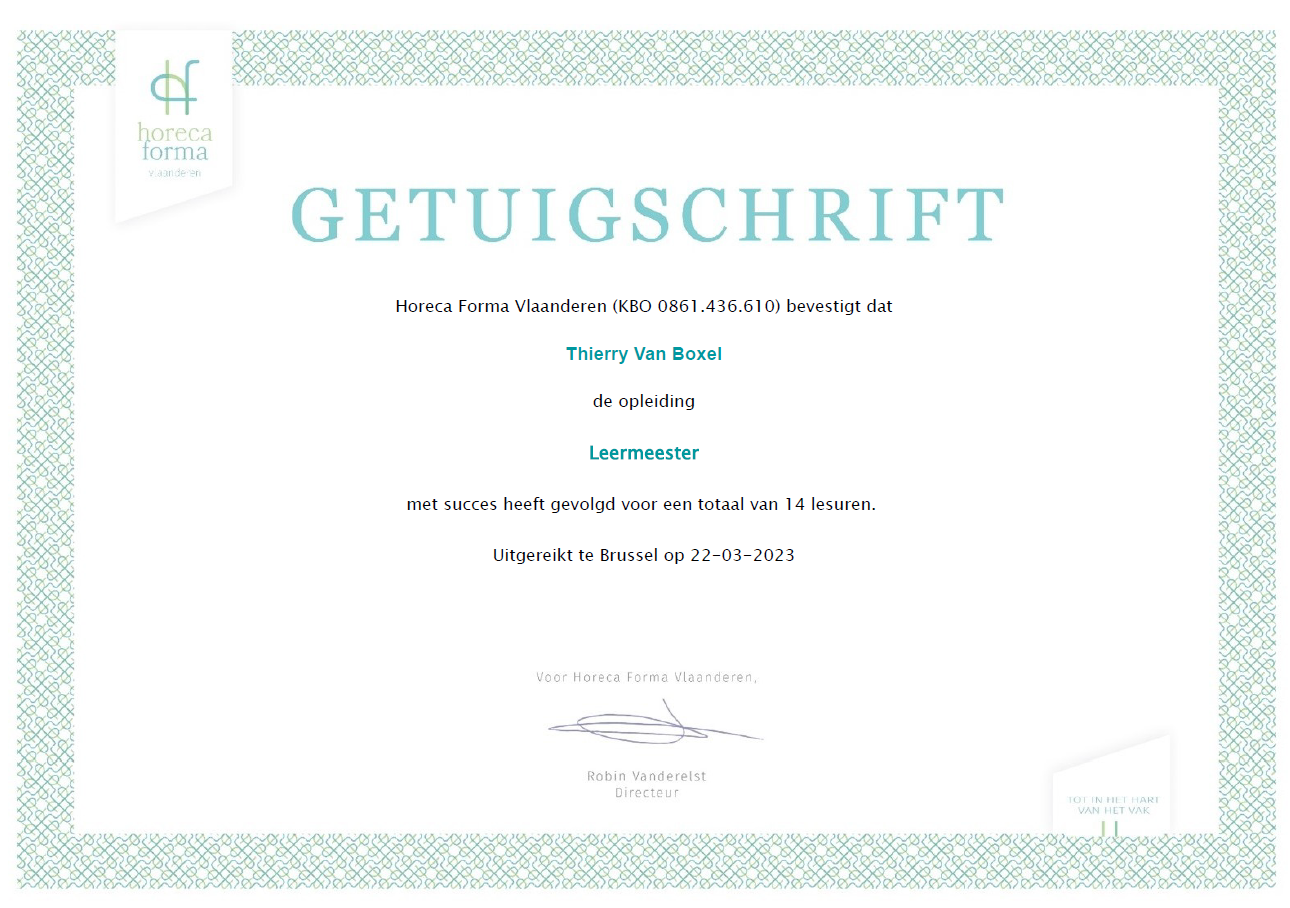 horeca
forma
vlaanderen
GETUIGSCHRIFT
Horeca Forma Vlaanderen (KBO 0861.436.610) bevestigt dat
Thierry Van Boxel
de opleiding
Leermeester
met succes heeft gevolgd voor een totaal van 14 lesuren.
Uitgereikt te Brussel op 22-03-2023
Voor Horeca Forma Vlaanderen,
Robin Vanderelst
Directeur
TOT IN HET HART
VAN HET VAK